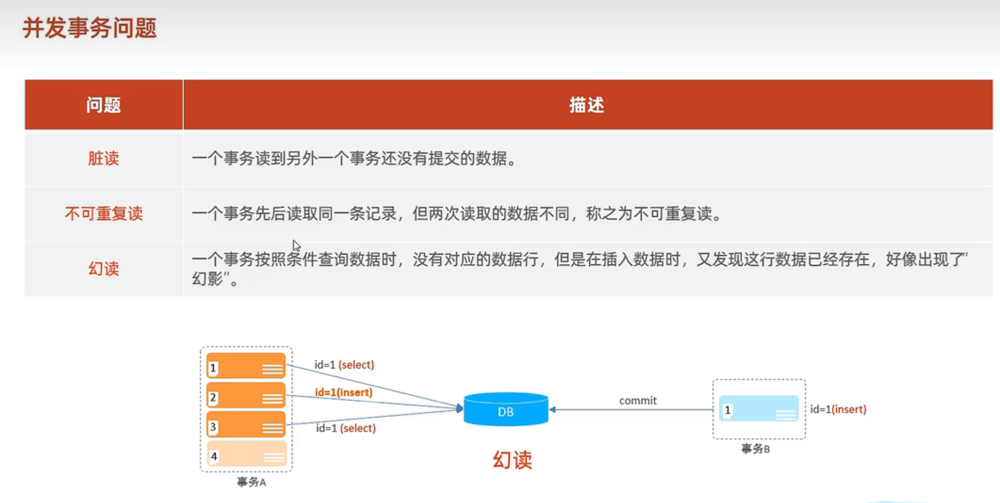 并发事务问题
问题
描述
脏读
一个事务读到另外一个事务还没有提交的数据。
不可重复读
一个事务先后读取同一条记录，但两次读取的数据不同，称之为不可重复读。
幻读
一个事务按照条件查询数据时，没有对应的数据行，但是在插入数据时，又发现这行数据已经存在，好像出现了"
幻影"。
1
id=1 (select)
2
id=1(insert)
3
id=1 (select)
4
事务A
DB
幻读
commit
1
id=1(insert)
事务B